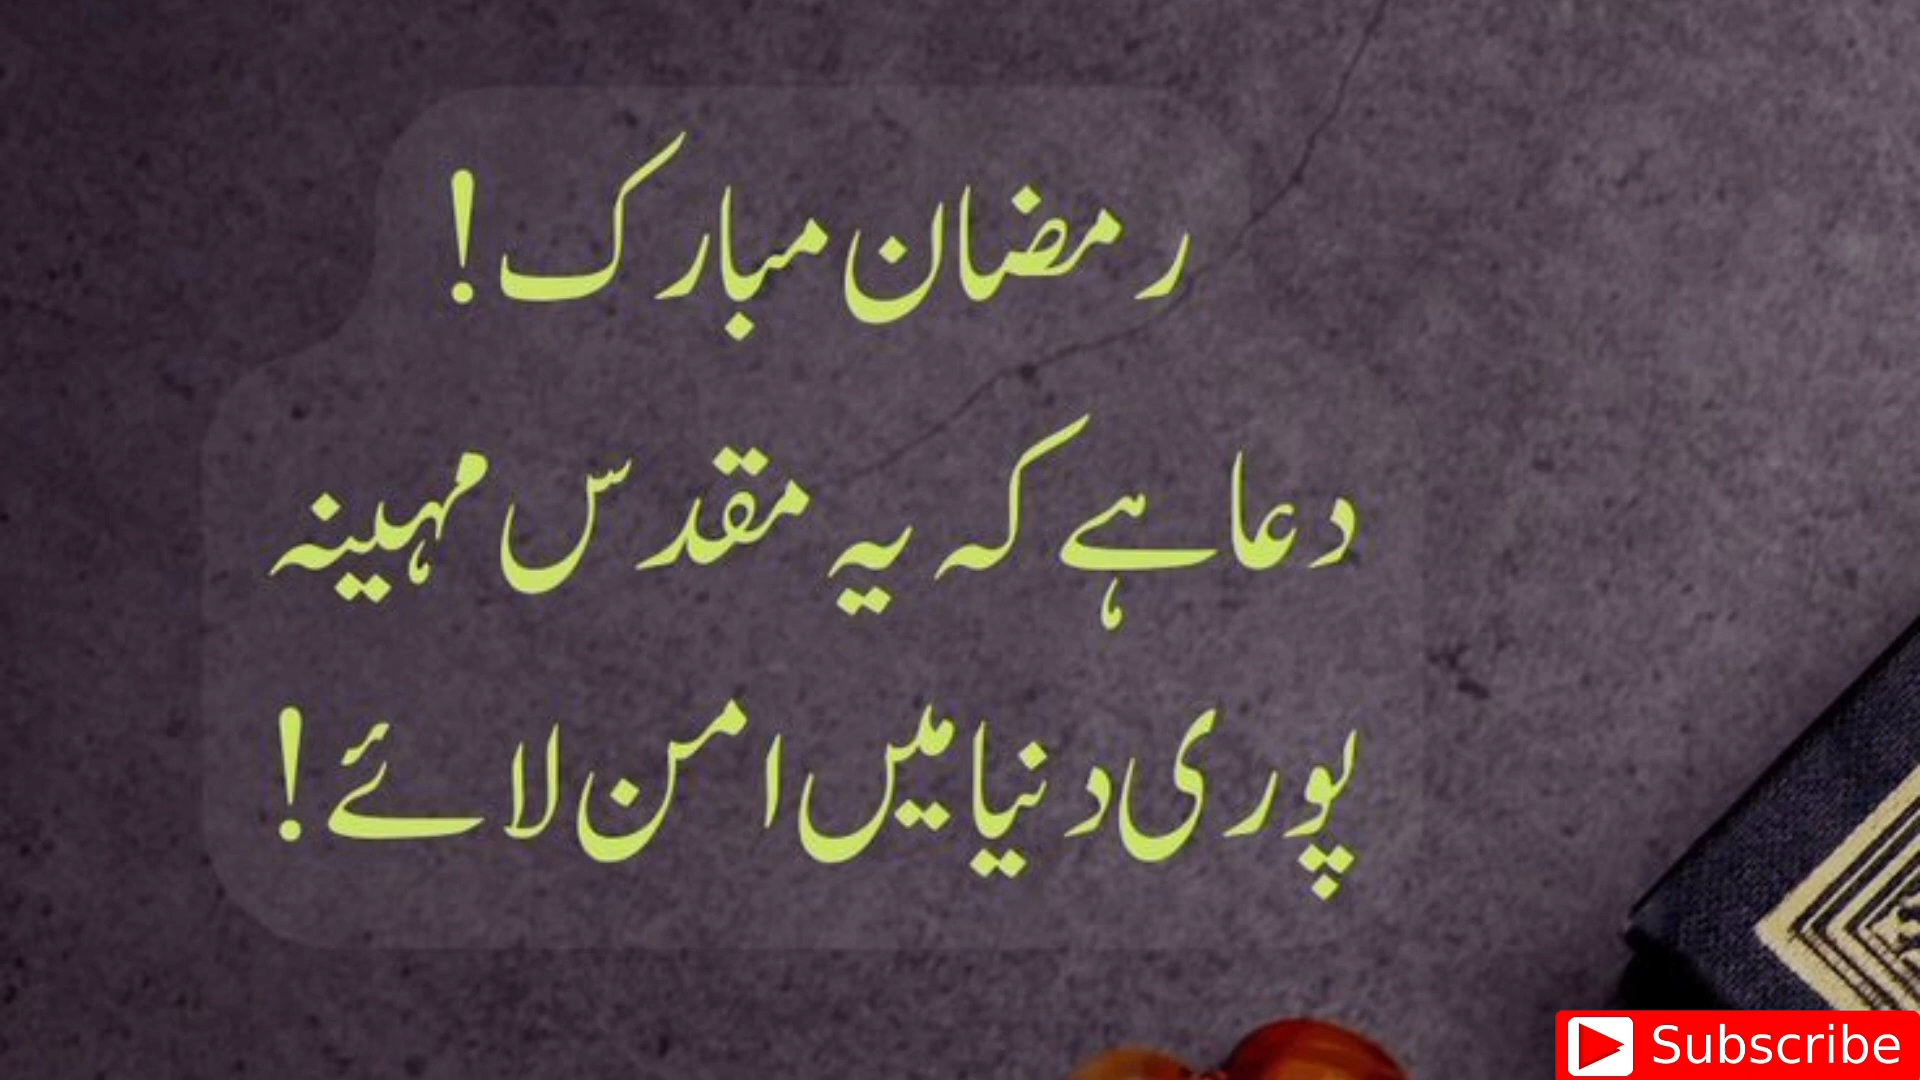 رمضان مبارک!
دعا ہے کہ یہ مقدس مہینہ
پوری دنیا میں امن لائے!
Subscribe